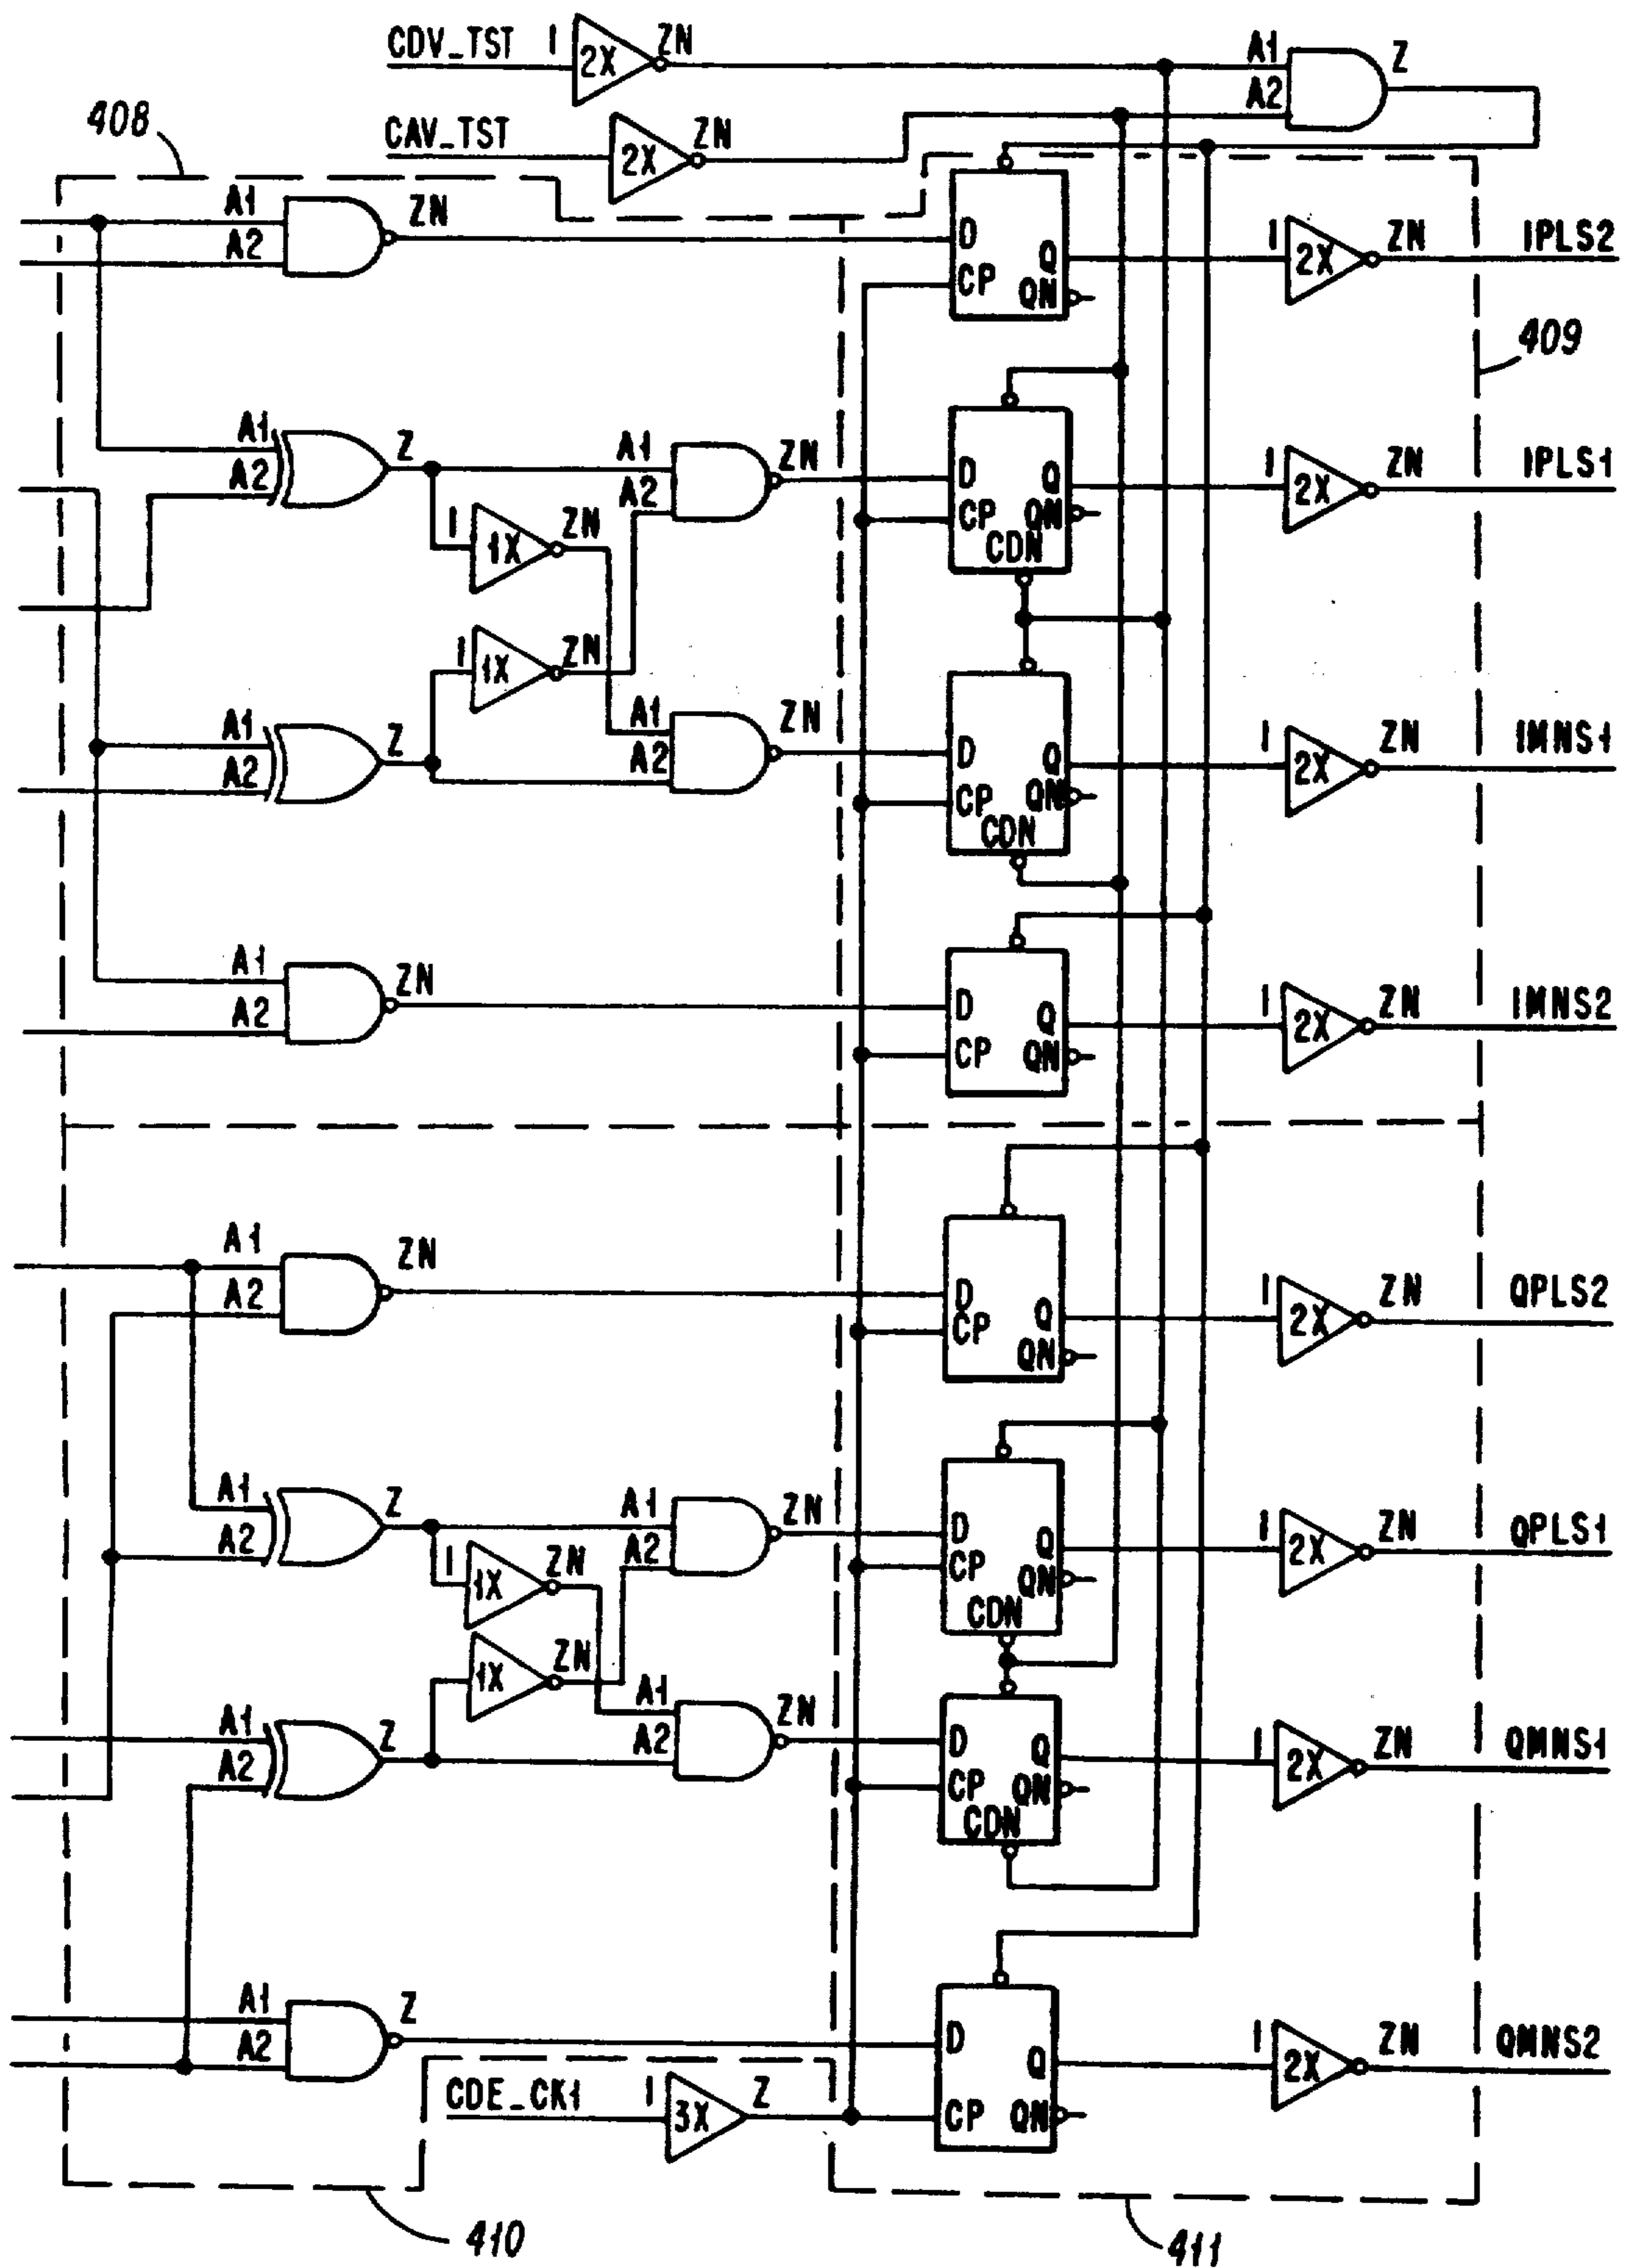 CDV_TST I 2X ZN A1 A2 Z
408 CAV_TST 2X ZN
A1 A2 ZN D CP Q QN I 2X ZN IPLS2
409
A1 A2 Z A1 A2 ZN D CP Q QN CDN I 2X ZN IPLS1
I 1X ZN
I 1X ZN
A1 A2 Z A1 A2 ZN D CP Q QN CDN I 2X ZN IMNS1
A1 A2 ZN D CP Q QN I 2X ZN IMNS2
A1 A2 ZN D CP Q QN I 2X ZN QPLS2
A1 A2 Z A1 A2 ZN D CP Q QN CDN I 2X ZN QPLS1
I 1X ZN
1X ZN
A1 A2 Z A1 A2 ZN D CP Q QN CDN I 2X ZN QMNS1
A1 A2 Z D CP Q QN I 2X ZN QMNS2
CDE_CK1 I 3X Z
410
411